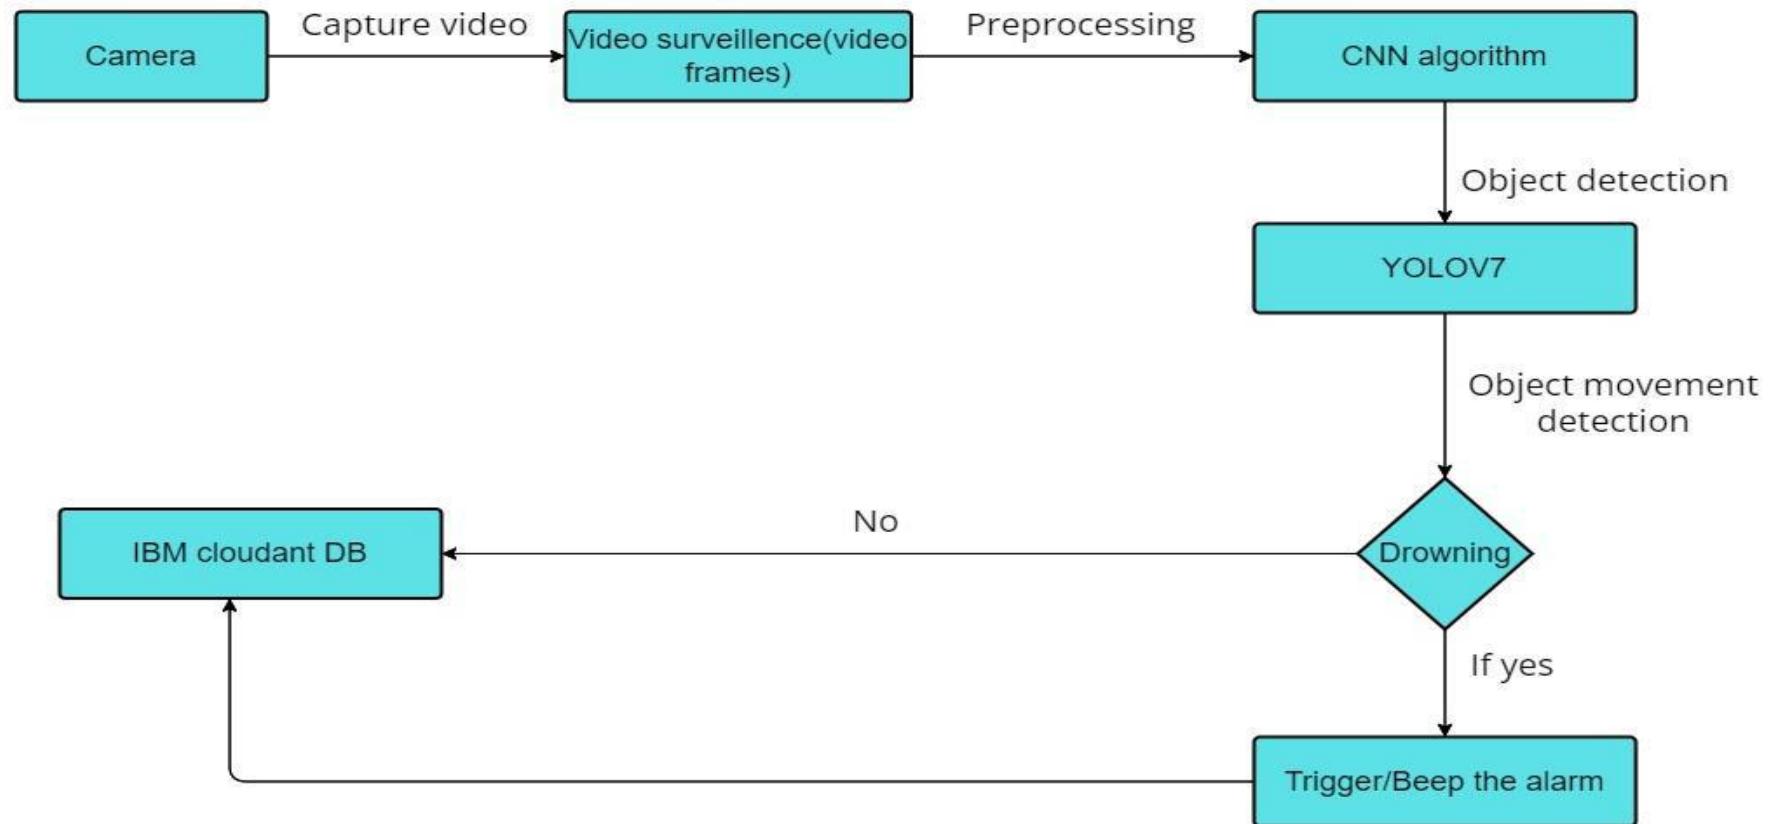 Camera
Capture video
Video surveillence(video
frames)
Preprocessing
CNN algorithm
Object detection
YOLOV7
Object movement
detection
Drowning
No
IBM cloudant DB
If yes
Trigger/Beep the alarm